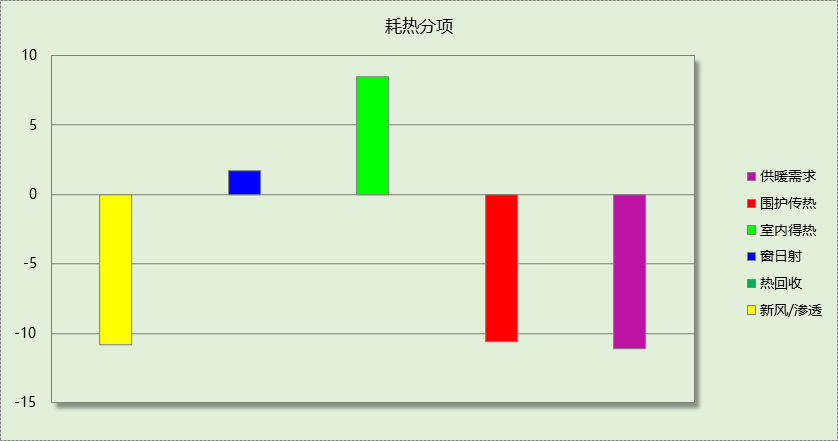 耗热分项
10
5
0
-5
-10
-15
供暖需求
围护传热
室内得热
窗日射
热回收
新风/渗透